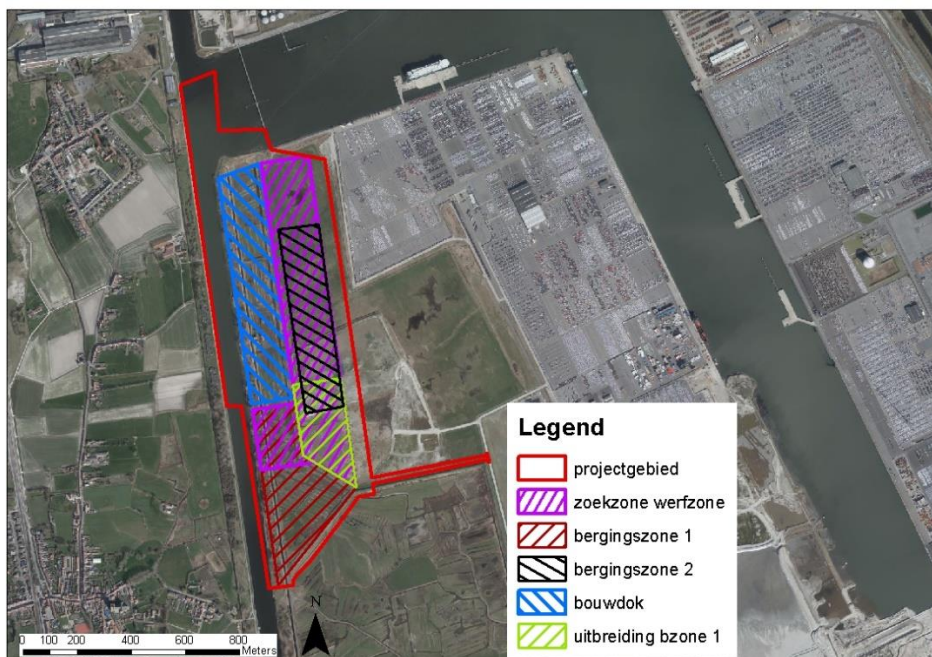 Legend
projectgebied
zoekzone werfzone
bergingszone 1
bergingszone 2
bouwdok
uitbreiding bzone 1
N
0 100 200 400 600 800
Meters